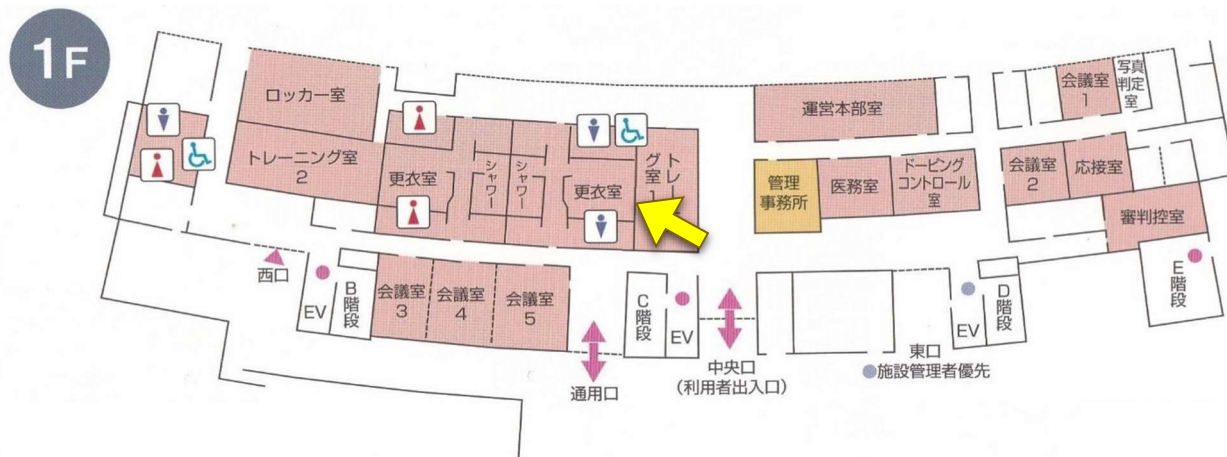 1F
ロッカー室
トレーニング室
2
更衣室
シャワー
シャワー
更衣室
トレー
グ室
運営本部室
管理
事務所
医務室
ドーピング
コントロール
室
会議室
1
写真
判定
室
会議室
2
応接室
審判控室
西口
EV
B階段
会議室
3
会議室
4
会議室
5
通用口
C階段
EV
中央口
(利用者出入口)
東口
施設管理者優先
EV
D階段
E階段